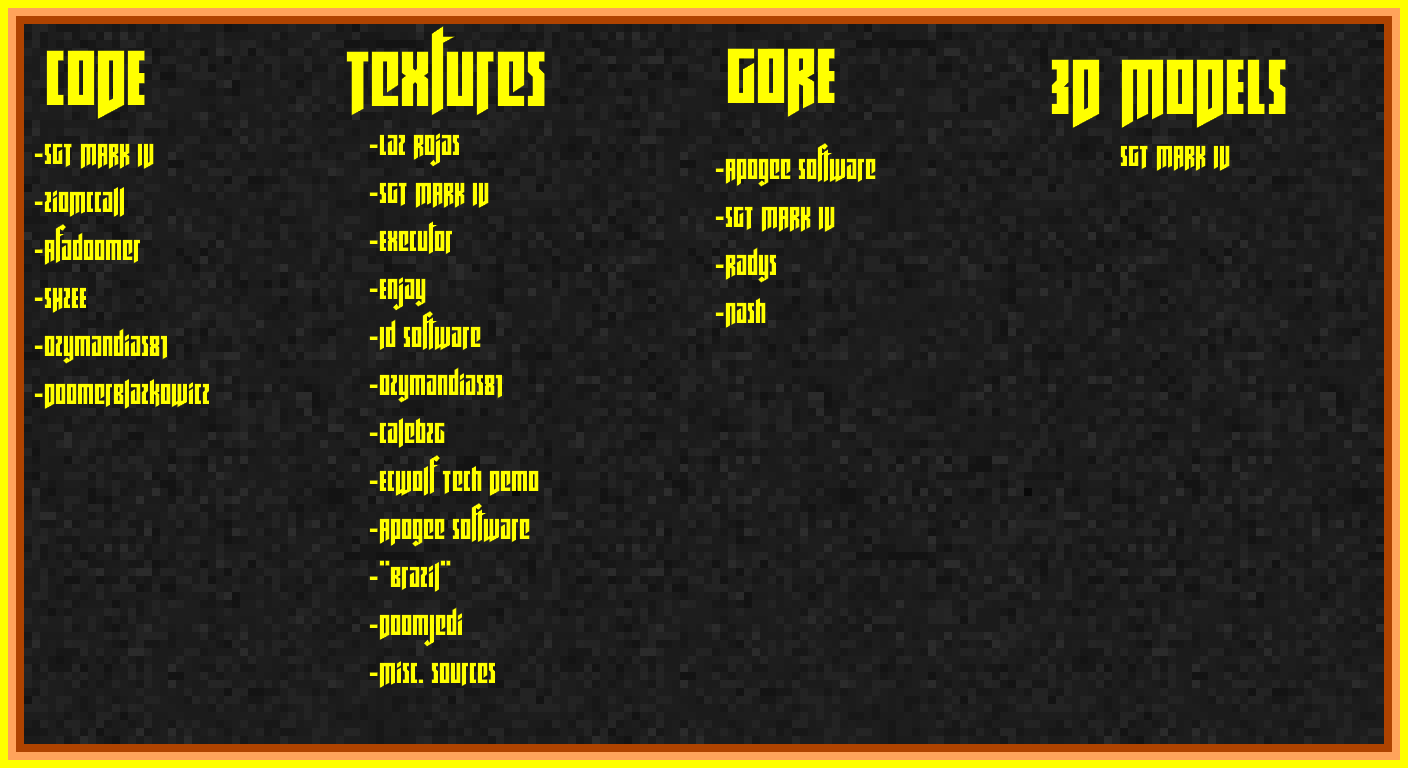 CODE
-SGT MARK IV
-Ziomccall
-Afadoomer
-SHZEE
-Ozymandias81
-DoomerBlazkowicz
Textures
-Laz Rojas
-SGT MARK IV
-Executor
-Enjay
-Id Software
-Ozymandias81
-CalebZG
-ECWolf Tech Demo
-Apogee Software
-¨Brazil¨
-DoomJedi
-Misc. Sources
GORE
-Apogee Software
-SGT MARK IV
-Radys
-Nash
3D MODELS
SGT MARK IV